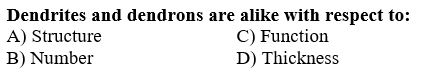 Dendrites and dendrons are alike with respect to:
A) Structure C) Function
B) Number D) Thickness